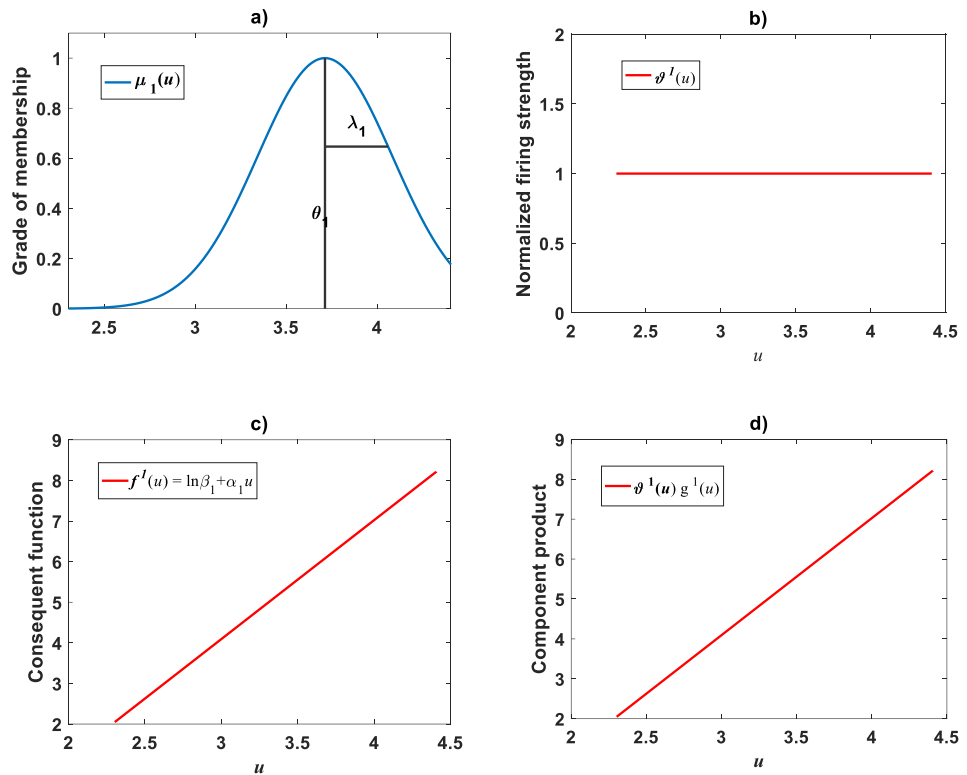 a)
Grade of membership
1
0.8
0.6
0.4
0.2
0
μ 1(u)
λ1
θ1
2.5 3 3.5 4
b)
Normalized firing strength
2
1.5
1
0.5
0
ϑ1(u)
2 2.5 3 3.5 4 4.5
u
c)
Consequent function
9
8
7
6
5
4
3
2
f1(u) = lnβ1+α1u
2 2.5 3 3.5 4 4.5
u
d)
Component product
9
8
7
6
5
4
3
2
ϑ1(u) g1(u)
2 2.5 3 3.5 4 4.5
u